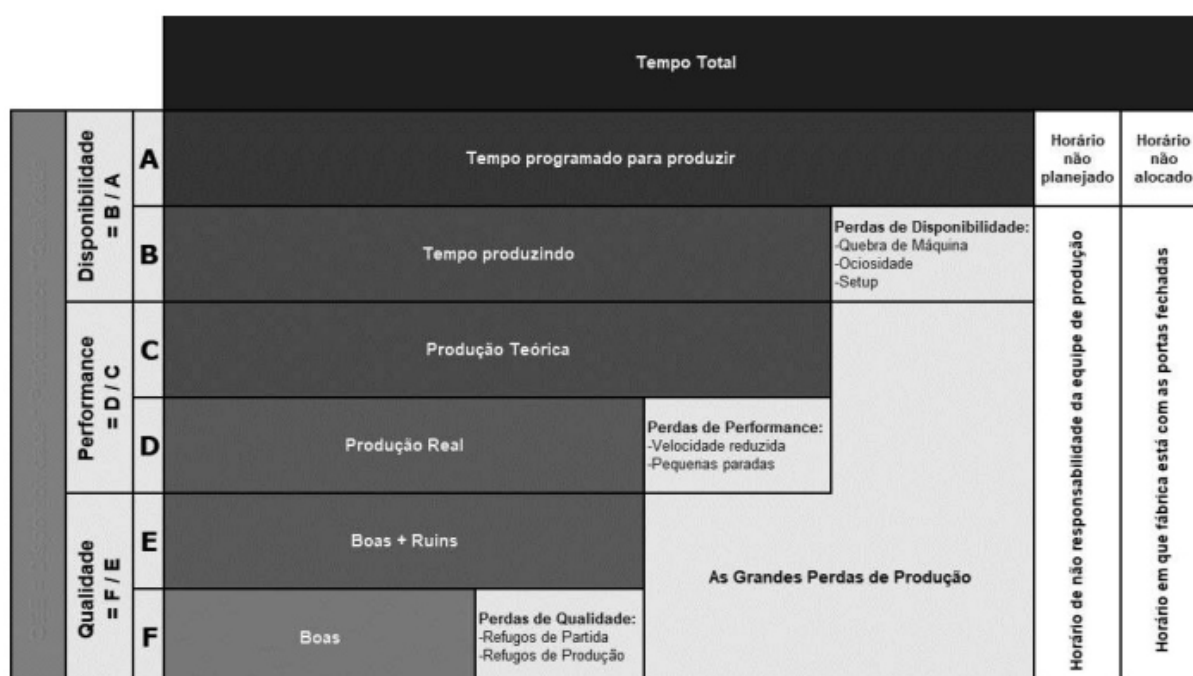 Tempo Total
Disponibilidade
= B / A
A
Tempo programado para produzir
Horário
não
planejado
Horário
não
alocado
B
Tempo produzindo
Perdas de Disponibilidade:
-Quebra de Máquina
-Ociosidade
-Setup
Performance
= D / C
C
Produção Teórica
D
Produção Real
Perdas de Performance:
-Velocidade reduzida
-Pequenas paradas
Qualidade
= F / E
E
Boas + Ruins
As Grandes Perdas de Produção
F
Boas
Perdas de Qualidade:
-Refugos de Partida
-Refugos de Produção
Horário de não responsabilidade da equipe de produção
Horário em que fábrica está com as portas fechadas